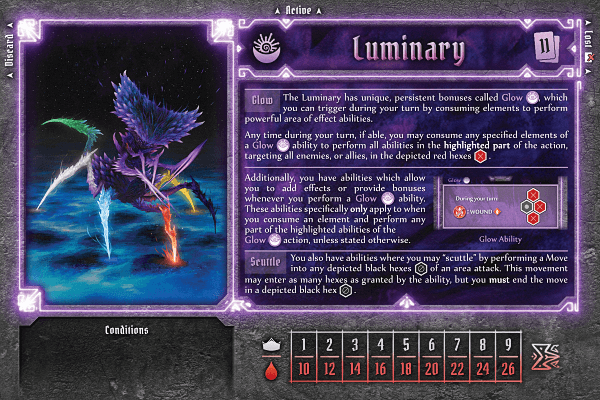 Active
Discard
Lost
Luminary
11
Glow The Luminary has unique, persistent bonuses called Glow, which
you can trigger during your turn by consuming elements to perform
powerful area of effect abilities.
Any time during your turn, if able, you may consume any specified elements
of a Glow ability to perform all abilities in the highlighted part of the action,
targeting all enemies, or allies, in the depicted red hexes.
Additionally, you have abilities which allow
you to add effects or provide bonuses
whenever you perform a Glow ability.
These abilities specifically only apply to when
you consume an element and perform any
part of the highlighted abilities of the
Glow action, unless stated otherwise.
Glow
During your turn:
: WOUND
Glow Ability
Scuttle You also have abilities where you may "scuttle" by performing a Move
into any depicted black hexes of an area attack. This movement
may enter as many hexes as granted by the ability, but you must end the move
in a depicted black hex.
Conditions
1 2 3 4 5 6 7 8 9
10 12 14 16 18 20 22 24 26